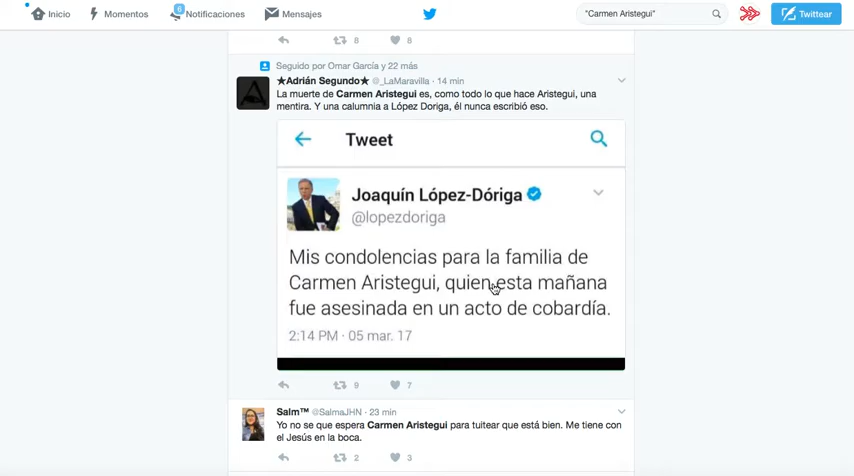 Inicio
Momentos
6
Notificaciones
Mensajes
"Carmen Aristegui"
Twittear
8
8
Seguido por Omar García y 22 más
★Adrián Segundo★ @_LaMaravilla · 14 min
La muerte de Carmen Aristegui es, como todo lo que hace Aristegui, una
mentira. Y una calumnia a López Doriga, él nunca escribió eso.
Tweet
Joaquín López-Dóriga
@lopezdoriga
Mis condolencias para la familia de
Carmen Aristegui, quien esta mañana
fue asesinada en un acto de cobardía.
2:14 PM · 05 mar. 17
9
7
Salm™ @SalmaJHN · 23 min
Yo no se que espera Carmen Aristegui para tuitear que está bien. Me tiene con
el Jesús en la boca.
2
3